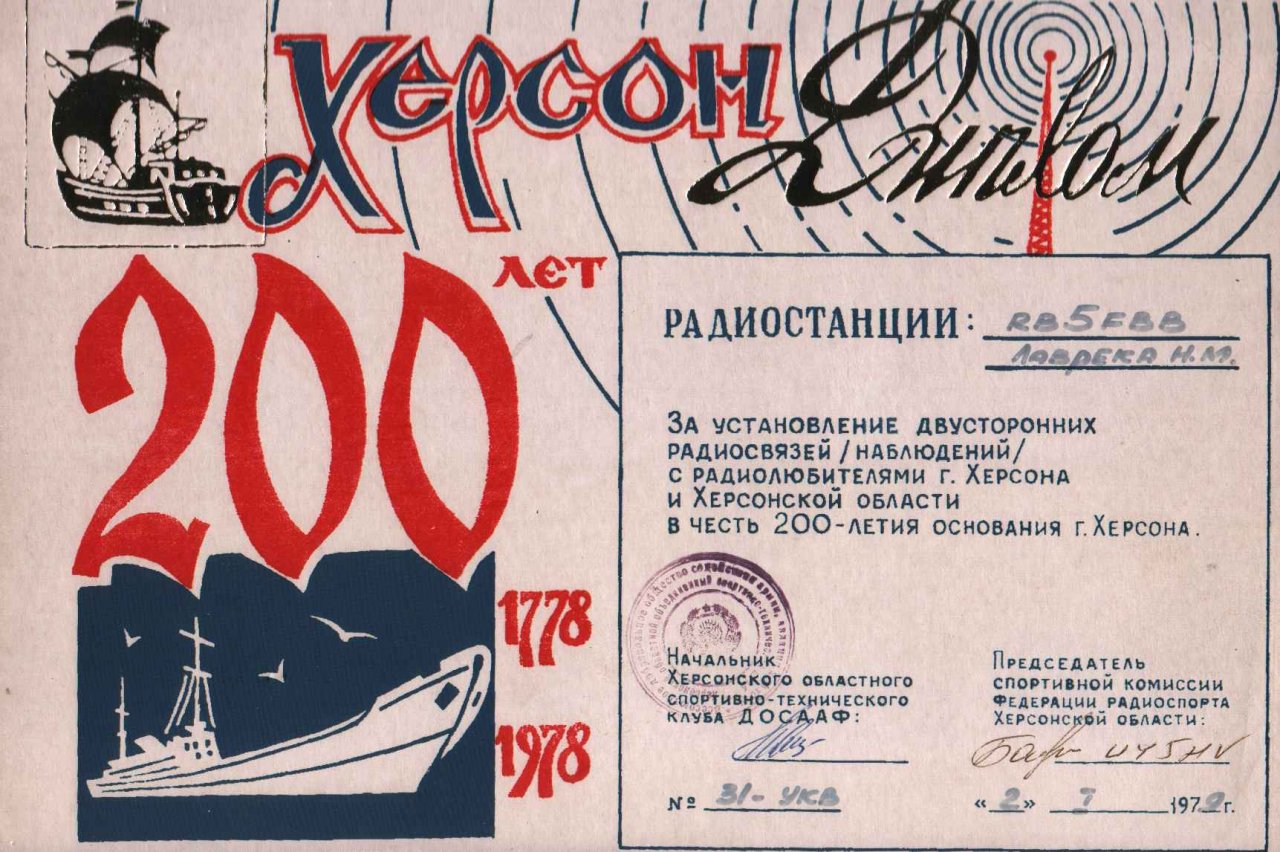 Херсон
Диплом
200 лет
1778
1978
РАДИОСТАНЦИИ: RB5FBB
ЛАВРЕКА Н.М.
За установление двусторонних
радиосвязей /наблюдений/
с радиолюбителями г. Херсона
и Херсонской области
в честь 200-летия основания г. Херсона.
Начальник
Херсонского областного
спортивно-технического
клуба ДОСААФ:
Председатель
спортивной комиссии
Федерации радиоспорта
Херсонской области:
UY5HV
№ 31-УКВ
«2» I 1979г.